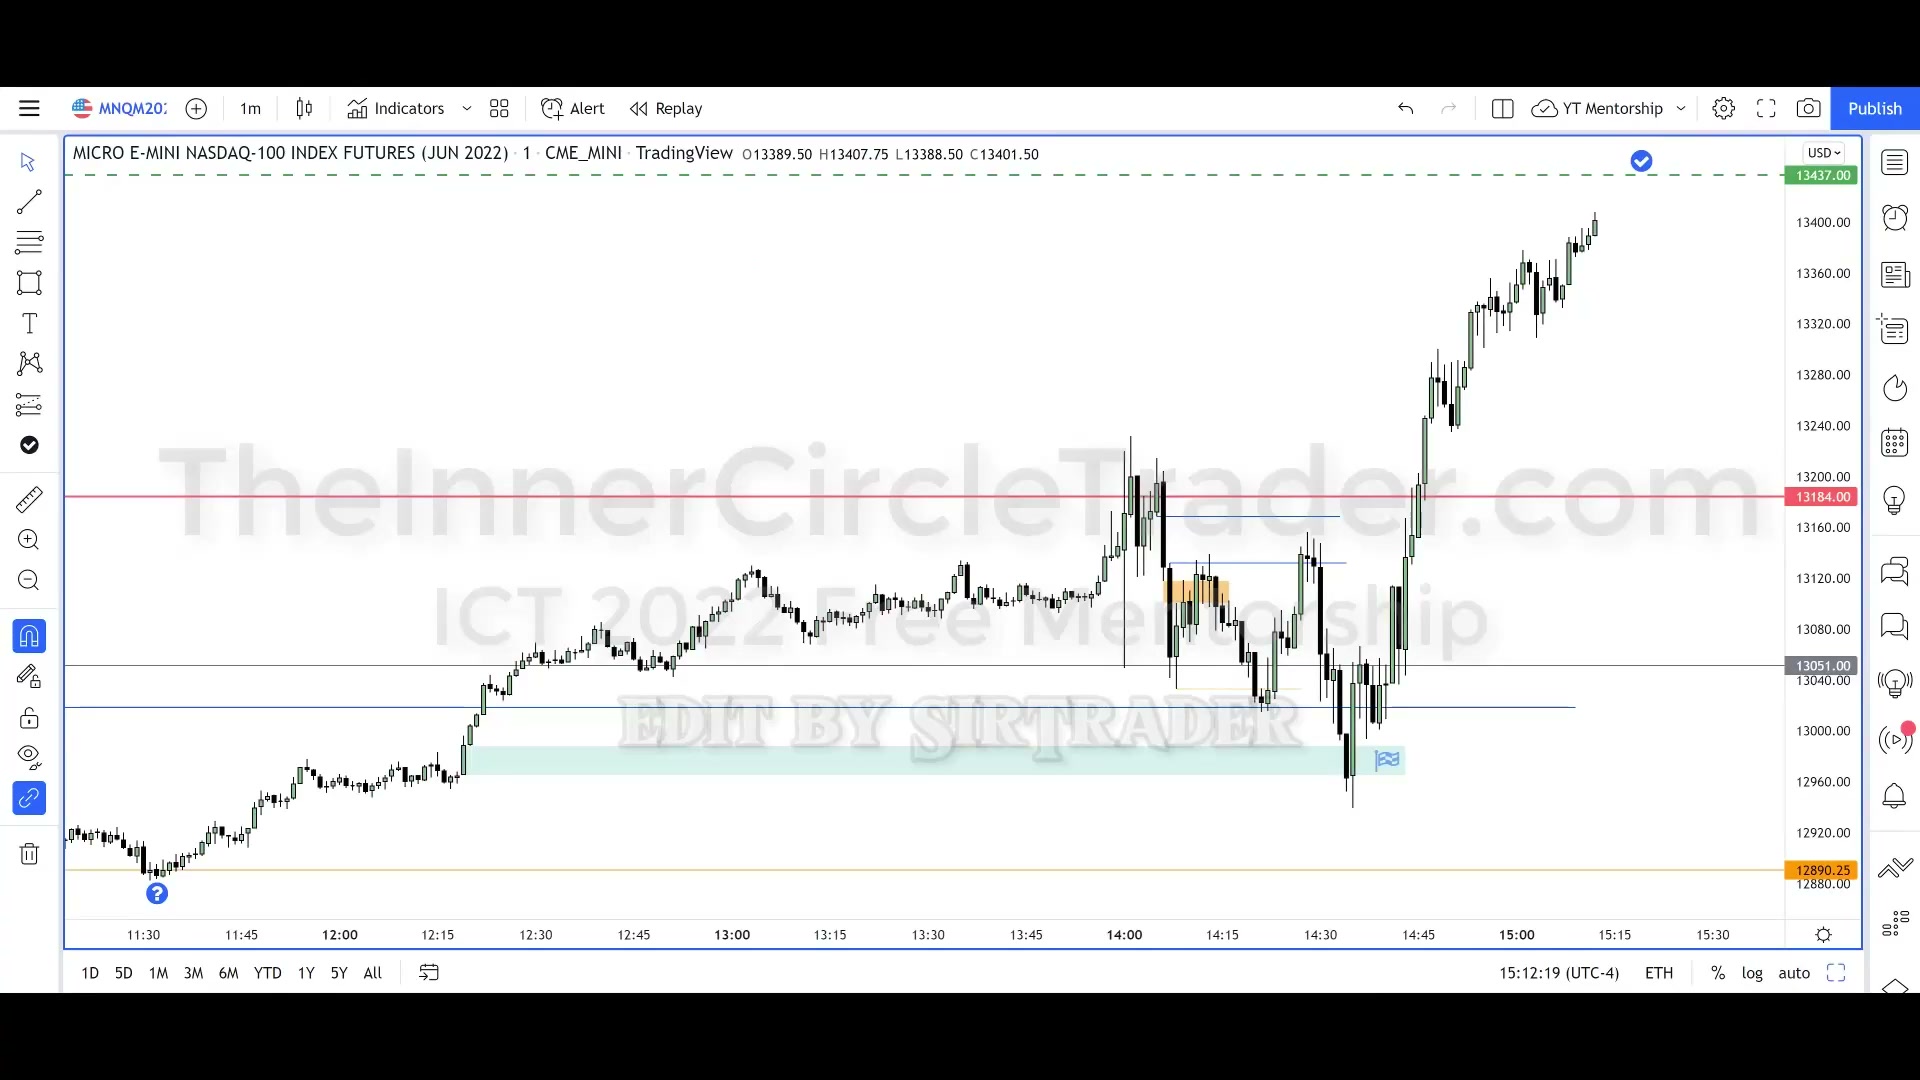 MNQM202 1m Indicators Alert Replay YT Mentorship Publish
MICRO E-MINI NASDAQ-100 INDEX FUTURES (JUN 2022) · 1 · CME_MINI · TradingView O13389.50 H13407.75 L13388.50 C13401.50
USD
13437.00
13400.00
13360.00
13320.00
13280.00
13240.00
13200.00
13184.00
13160.00
13120.00
13080.00
13051.00
13040.00
13000.00
12960.00
12920.00
12890.25
12880.00
TheInnerCircleTrader.com
ICT 2022 Free Mentorship
EDIT BY SIRTRADER
?
11:30 11:45 12:00 12:15 12:30 12:45 13:00 13:15 13:30 13:45 14:00 14:15 14:30 14:45 15:00 15:15 15:30
1D 5D 1M 3M 6M YTD 1Y 5Y All 15:12:19 (UTC-4) ETH % log auto